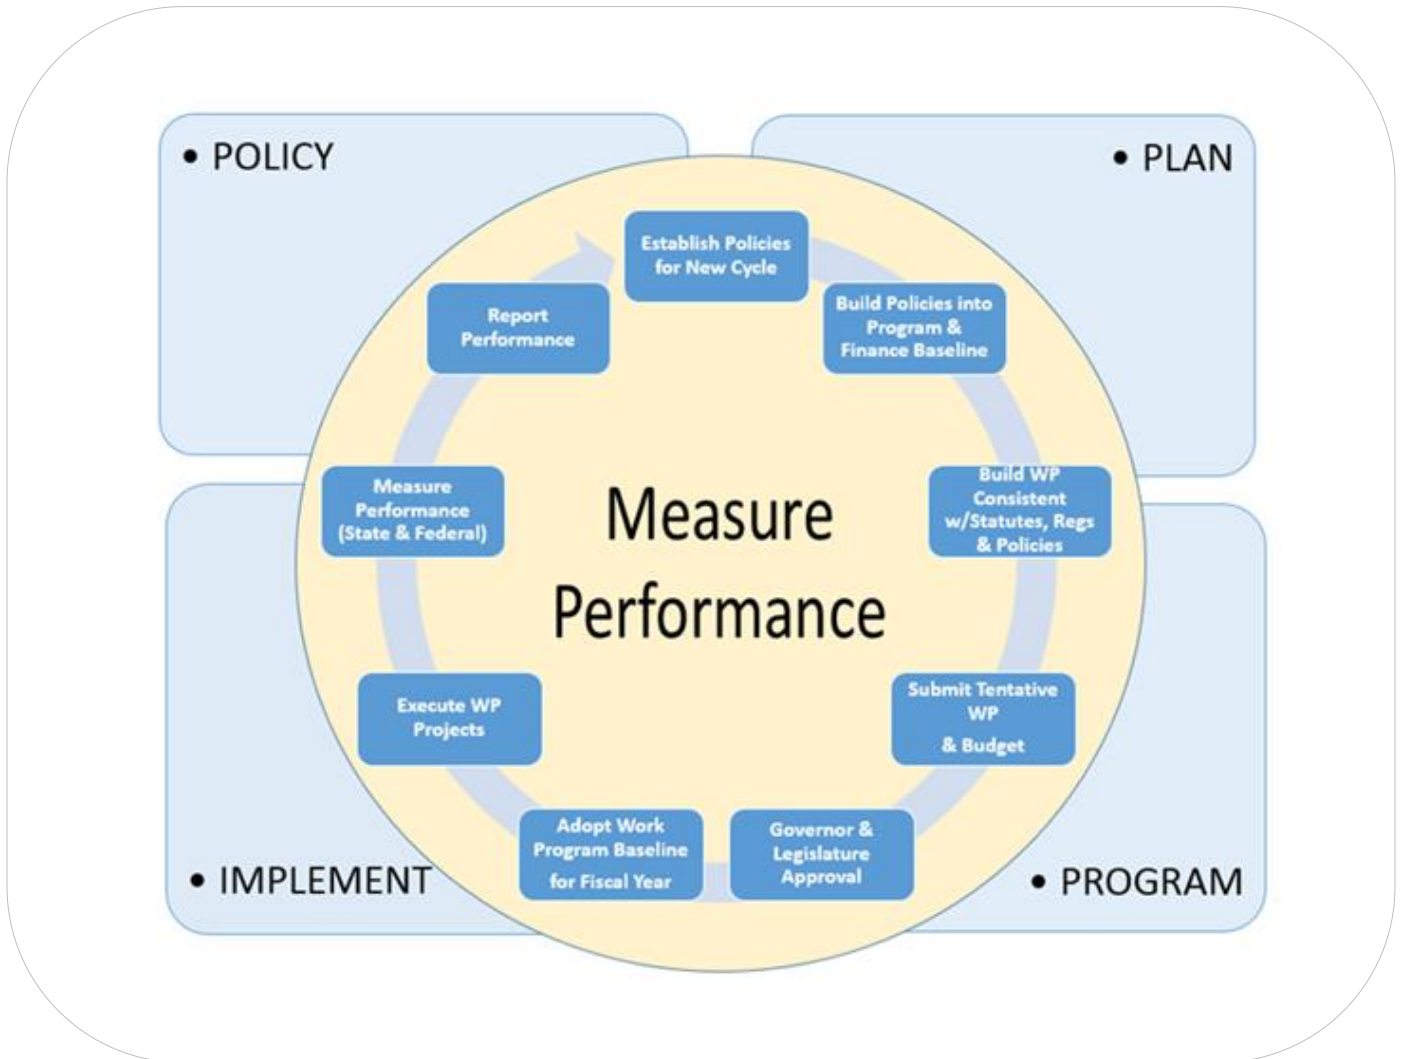 • POLICY
• PLAN
Establish Policies
for New Cycle
Build Policies into
Program &
Finance Baseline
Build WP
Consistent
w/Statutes, Regs
& Policies
Submit Tentative
WP
& Budget
Governor &
Legislature
Approval
Adopt Work
Program Baseline
for Fiscal Year
Execute WP
Projects
Measure
Performance
(State & Federal)
Report
Performance
Measure
Performance
• IMPLEMENT
• PROGRAM